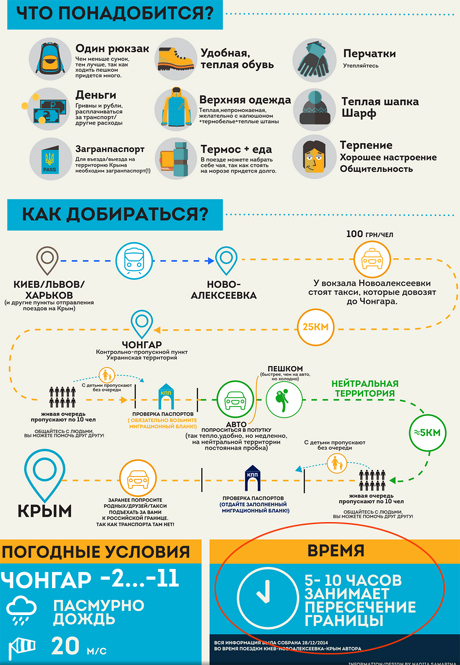 ЧТО ПОНАДОБИТСЯ?
Один рюкзак
Чем меньше сумок,
тем лучше, так как
ходить пешком
придется много.
Удобная,
теплая обувь
Перчатки
Утепляйтесь
Деньги
Гривны и рубли,
расплачиваться
за транспорт/
другие расходы
Верхняя одежда
Теплая,непромокаемая,
желательно с капюшоном
+термобелье+теплые штаны
Теплая шапка
Шарф
Загранпаспорт
Для въезда/выезда на
территорию Крыма
необходим загранпаспорт(!)
PASS
Термос + еда
В поезде можете набрать
себе чая, так как стоять
на морозе придется долго.
Терпение
Хорошее настроение
Общительность
КАК ДОБИРАТЬСЯ?
КИЕВ/ЛЬВОВ/
ХАРЬКОВ
(и другие пункты отправления
поездов на Крым)
НОВО-
АЛЕКСЕЕВКА
100 ГРН/ЧЕЛ
У вокзала Новоалексеевки
стоят такси, которые довозят
до Чонгара.
25КМ
ЧОНГАР
Контрольно-пропускной пункт
Украинская территория
С детьми пропускают
без очереди
живая очередь
пропускают по 10 чел
ОБЩАЙТЕСЬ С ЛЮДЬМИ,
ВЫ МОЖЕТЕ ПОМОЧЬ ДРУГ ДРУГУ!
КПП
ПРОВЕРКА ПАСПОРТОВ
( ОБЯЗАТЕЛЬНО ВОЗЬМИТЕ
МИГРАЦИОННЫЙ БЛАНК!)
АВТО
ПОПРОСИТЬСЯ В ПОПУТКУ
(так тепло,удобно, но медленно,
на нейтральной территории
постоянная пробка)
ПЕШКОМ
(быстрее, чем на авто,
но холодно)
НЕЙТРАЛЬНАЯ
ТЕРРИТОРИЯ
≈5КМ
С детьми пропускают
без очереди
живая очередь
пропускают по 10 чел
ОБЩАЙТЕСЬ С ЛЮДЬМИ,
ВЫ МОЖЕТЕ ПОМОЧЬ ДРУГ ДРУГУ!
КПП
ПРОВЕРКА ПАСПОРТОВ
(ОТДАЙТЕ ЗАПОЛНЕННЫЙ
МИГРАЦИОННЫЙ БЛАНК!)
ЗАРАНЕЕ ПОПРОСИТЕ
РОДНЫХ/ДРУЗЕЙ/ТАКСИ
ПОДЪЕХАТЬ ЗА ВАМИ
К РОССИЙСКОЙ ГРАНИЦЕ.
ТАК КАК ТРАНСПОРТА ТАМ НЕТ!
КРЫМ
ПОГОДНЫЕ УСЛОВИЯ
ЧОНГАР -2...-11
ПАСМУРНО
ДОЖДЬ
20 М/С
ВРЕМЯ
5- 10 ЧАСОВ
ЗАНИМАЕТ
ПЕРЕСЕЧЕНИЕ
ГРАНИЦЫ
ВСЯ ИНФОРМАЦИЯ БЫЛА СОБРАНА 28/12/2014
ВО ВРЕМЯ ПОЕЗДКИ КИЕВ-НОВОАЛЕКСЕЕВКА-КРЫМ АВТОРА